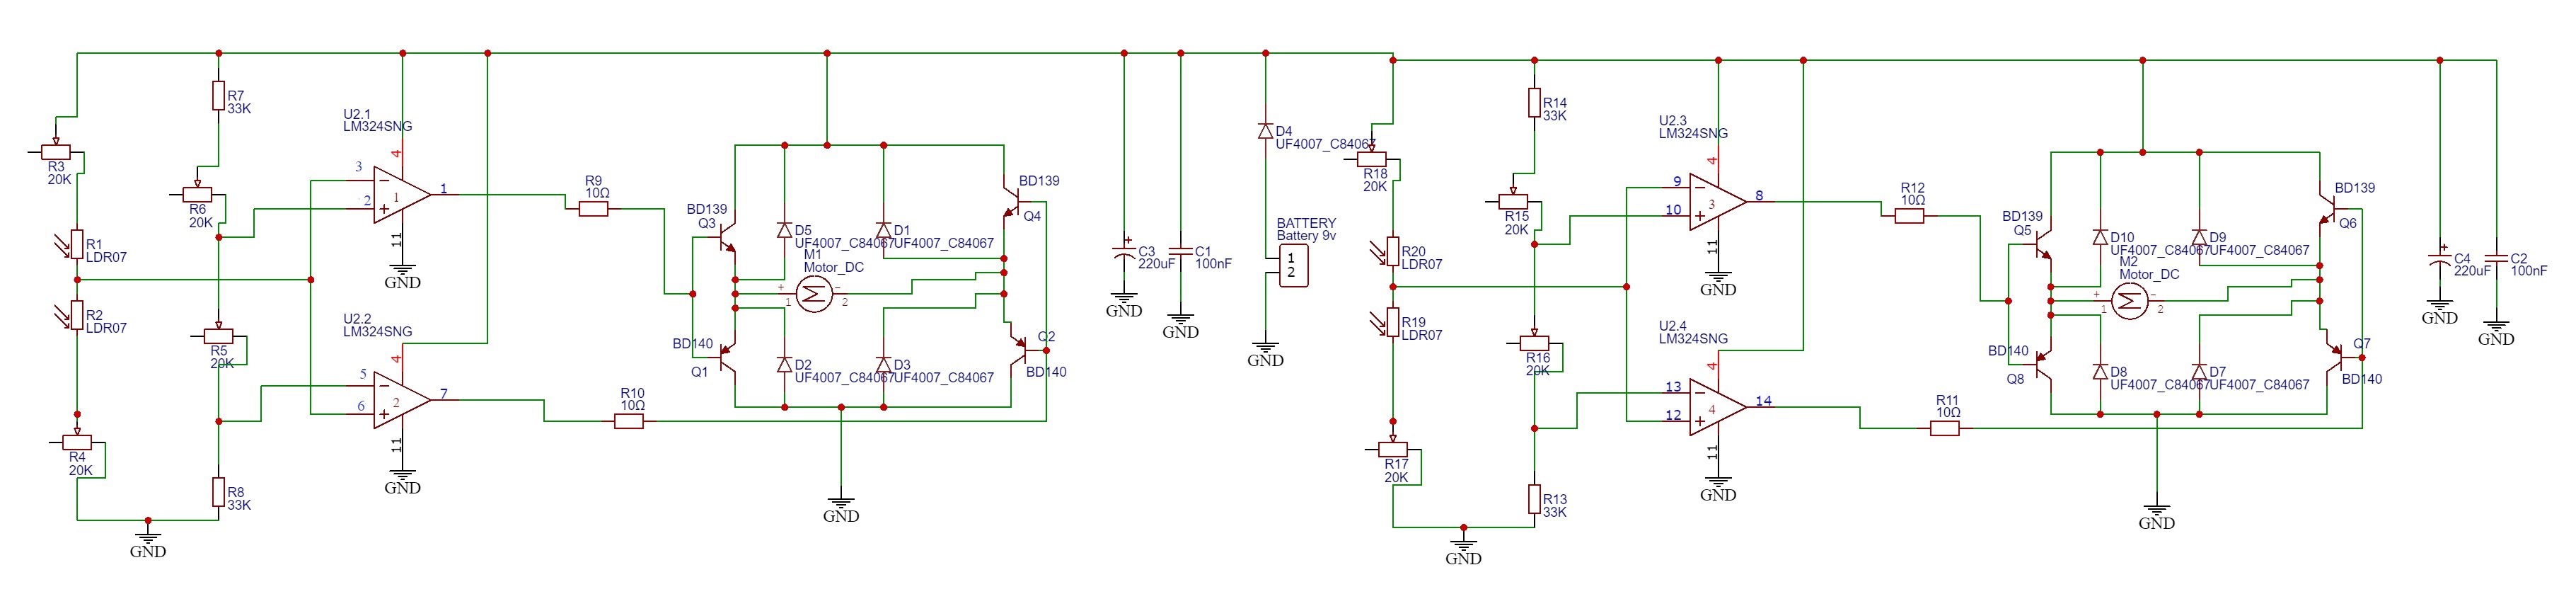 R7
33K
R3
20K
R6
20K
R1
LDR07
R2
LDR07
R5
20K
R4
20K
R8
33K
GND
U2.1
LM324SNG
4
3
2
1
1
11
GND
U2.2
LM324SNG
4
5
6
2
7
11
GND
R9
10Ω
R10
10Ω
BD139
Q3
BD140
Q1
D5
UF4007_C84067
D1
UF4007_C84067
M1
Motor_DC
+
1
-
2
D2
UF4007_C84067
D3
UF4007_C84067
BD139
Q4
Q2
BD140
GND
+
C3
220uF
GND
C1
100nF
GND
D4
UF4007_C84067
BATTERY
Battery 9v
1
2
GND
R14
33K
R18
20K
R15
20K
R20
LDR07
R19
LDR07
R16
20K
R17
20K
R13
33K
GND
U2.3
LM324SNG
4
9
10
3
8
11
GND
U2.4
LM324SNG
4
13
12
4
14
11
GND
R12
10Ω
R11
10Ω
BD139
Q5
BD140
Q8
D10
UF4007_C84067
D9
UF4007_C84067
M2
Motor_DC
+
1
-
2
D8
UF4007_C84067
D7
UF4007_C84067
BD139
Q6
Q7
BD140
GND
+
C4
220uF
GND
C2
100nF
GND